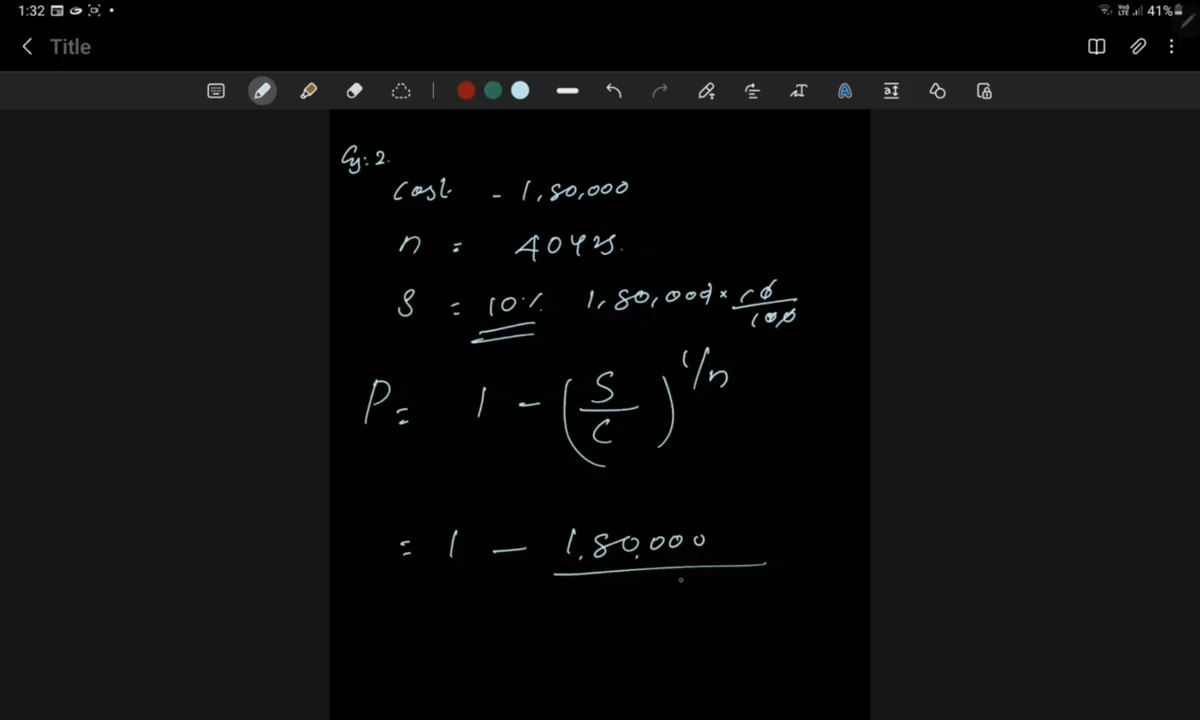 1:32
41%
Title
Eg: 2.
Cost - 1,80,000
n = 40 yrs.
S = 10% 1,80,000 × 10/100
P = 1 - (S/C)^1/n
= 1 - 1,80,000